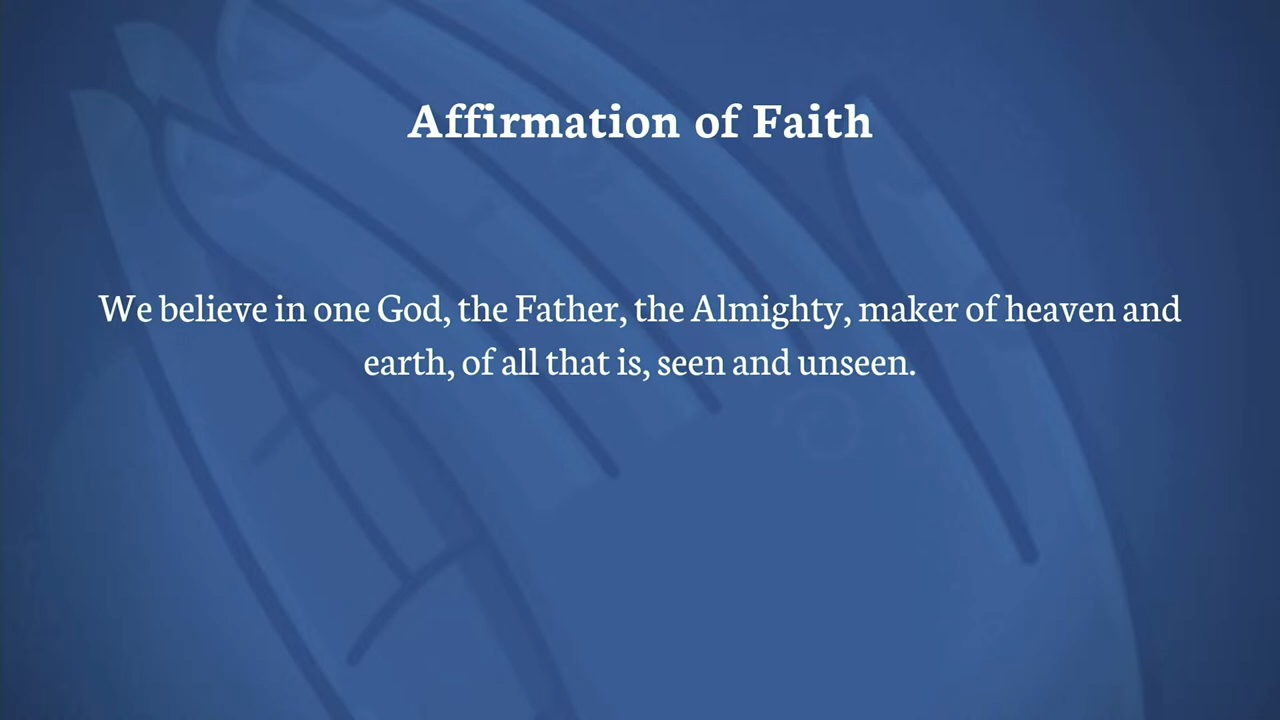 Affirmation of Faith
We believe in one God, the Father, the Almighty, maker of heaven and
earth, of all that is, seen and unseen.